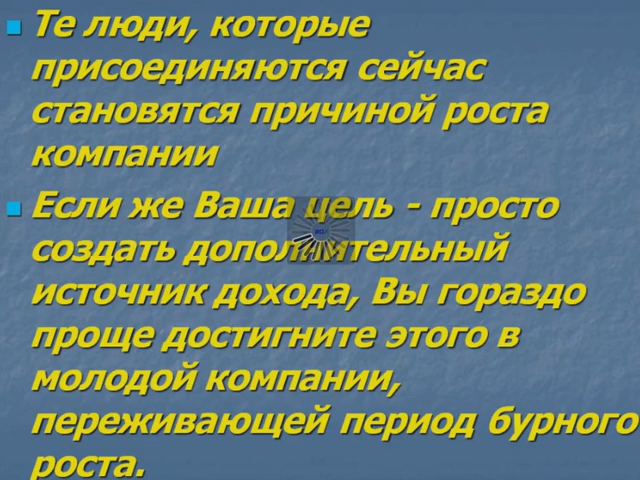 Те люди, которые
присоединяются сейчас
становятся причиной роста
компании
Если же Ваша цель - просто
создать дополнительный
источник дохода, Вы гораздо
проще достигните этого в
молодой компании,
переживающей период бурного
роста.